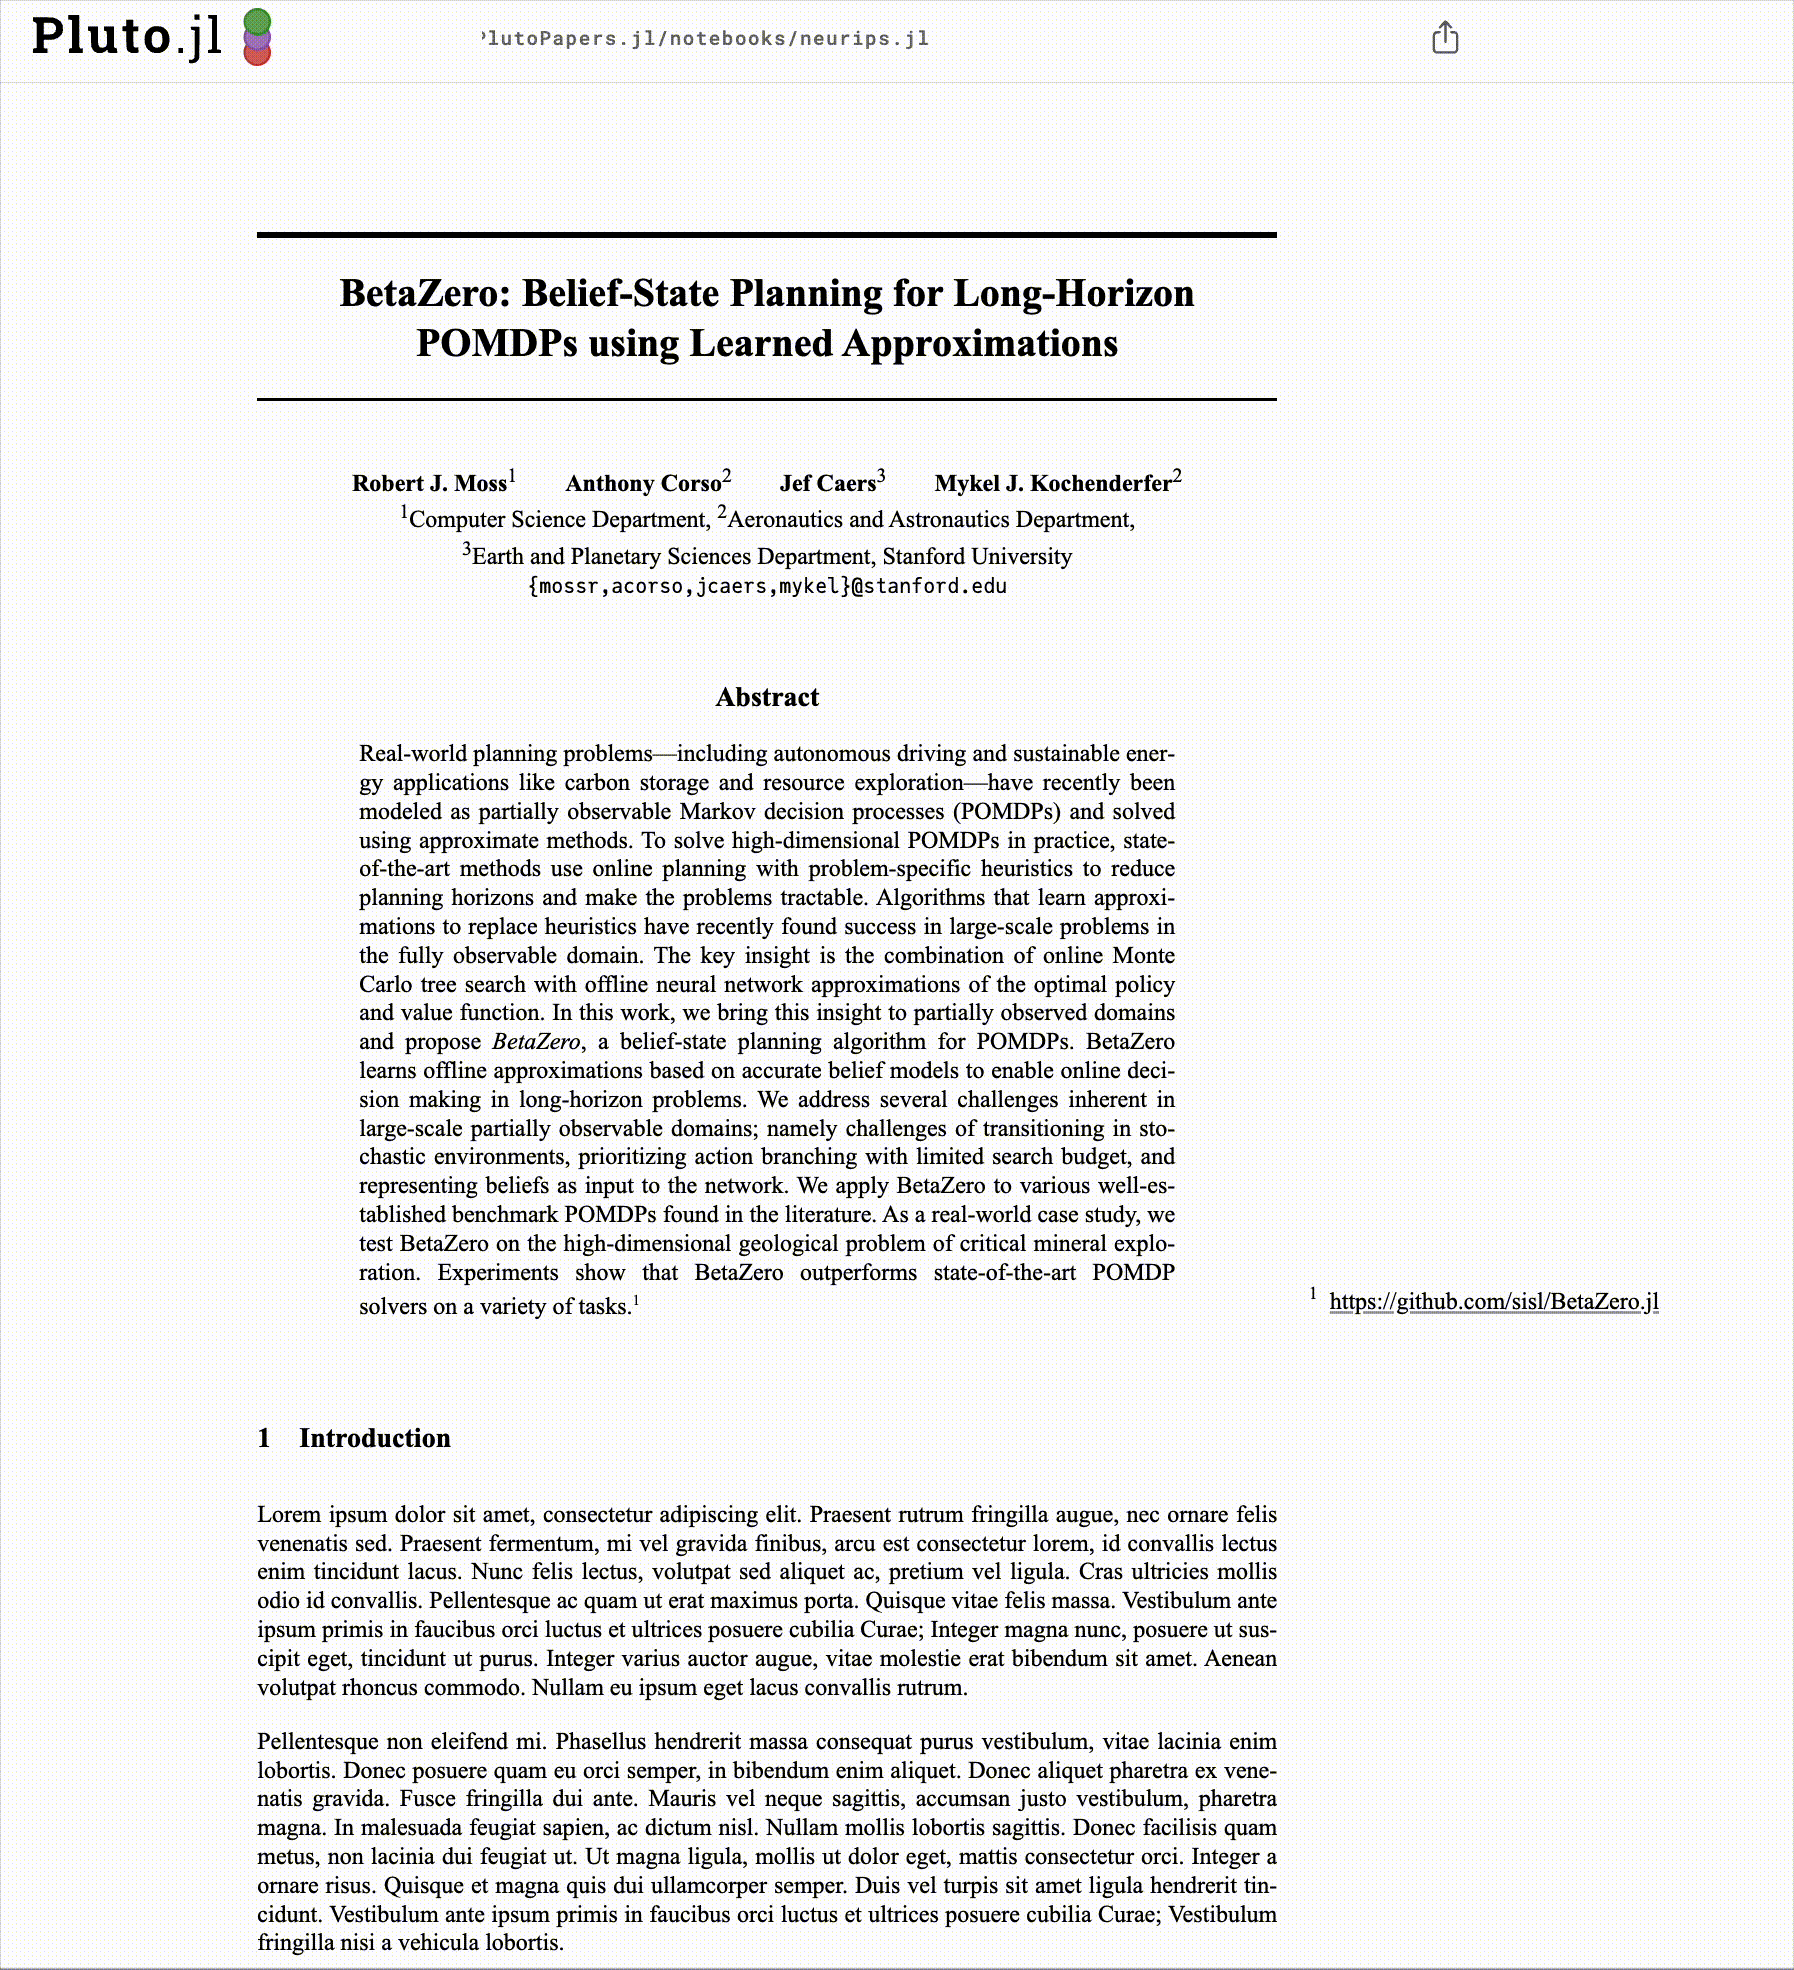 Pluto.jl
PlutoPapers.jl/notebooks/neurips.jl
BetaZero: Belief-State Planning for Long-Horizon
POMDPs using Learned Approximations
Robert J. Moss¹ Anthony Corso² Jef Caers³ Mykel J. Kochenderfer²
¹Computer Science Department, ²Aeronautics and Astronautics Department,
³Earth and Planetary Sciences Department, Stanford University
{mossr,acorso,jcaers,mykel}@stanford.edu
Abstract
Real-world planning problems—including autonomous driving and sustainable ener-
gy applications like carbon storage and resource exploration—have recently been
modeled as partially observable Markov decision processes (POMDPs) and solved
using approximate methods. To solve high-dimensional POMDPs in practice, state-
of-the-art methods use online planning with problem-specific heuristics to reduce
planning horizons and make the problems tractable. Algorithms that learn approxi-
mations to replace heuristics have recently found success in large-scale problems in
the fully observable domain. The key insight is the combination of online Monte
Carlo tree search with offline neural network approximations of the optimal policy
and value function. In this work, we bring this insight to partially observed domains
and propose BetaZero, a belief-state planning algorithm for POMDPs. BetaZero
learns offline approximations based on accurate belief models to enable online deci-
sion making in long-horizon problems. We address several challenges inherent in
large-scale partially observable domains; namely challenges of transitioning in sto-
chastic environments, prioritizing action branching with limited search budget, and
representing beliefs as input to the network. We apply BetaZero to various well-es-
tablished benchmark POMDPs found in the literature. As a real-world case study, we
test BetaZero on the high-dimensional geological problem of critical mineral explo-
ration. Experiments show that BetaZero outperforms state-of-the-art POMDP
solvers on a variety of tasks.¹
¹ https://github.com/sisl/BetaZero.jl
1 Introduction
Lorem ipsum dolor sit amet, consectetur adipiscing elit. Praesent rutrum fringilla augue, nec ornare felis
venenatis sed. Praesent fermentum, mi vel gravida finibus, arcu est consectetur lorem, id convallis lectus
enim tincidunt lacus. Nunc felis lectus, volutpat sed aliquet ac, pretium vel ligula. Cras ultricies mollis
odio id convallis. Pellentesque ac quam ut erat maximus porta. Quisque vitae felis massa. Vestibulum ante
ipsum primis in faucibus orci luctus et ultrices posuere cubilia Curae; Integer magna nunc, posuere ut sus-
cipit eget, tincidunt ut purus. Integer varius auctor augue, vitae molestie erat bibendum sit amet. Aenean
volutpat rhoncus commodo. Nullam eu ipsum eget lacus convallis rutrum.
Pellentesque non eleifend mi. Phasellus hendrerit massa consequat purus vestibulum, vitae lacinia enim
lobortis. Donec posuere quam eu orci semper, in bibendum enim aliquet. Donec aliquet pharetra ex vene-
natis gravida. Fusce fringilla dui ante. Mauris vel neque sagittis, accumsan justo vestibulum, pharetra
magna. In malesuada feugiat sapien, ac dictum nisl. Nullam mollis lobortis sagittis. Donec facilisis quam
metus, non lacinia dui feugiat ut. Ut magna ligula, mollis ut dolor eget, mattis consectetur orci. Integer a
ornare risus. Quisque et magna quis dui ullamcorper semper. Duis vel turpis sit amet ligula hendrerit tin-
cidunt. Vestibulum ante ipsum primis in faucibus orci luctus et ultrices posuere cubilia Curae; Vestibulum
fringilla nisi a vehicula lobortis.